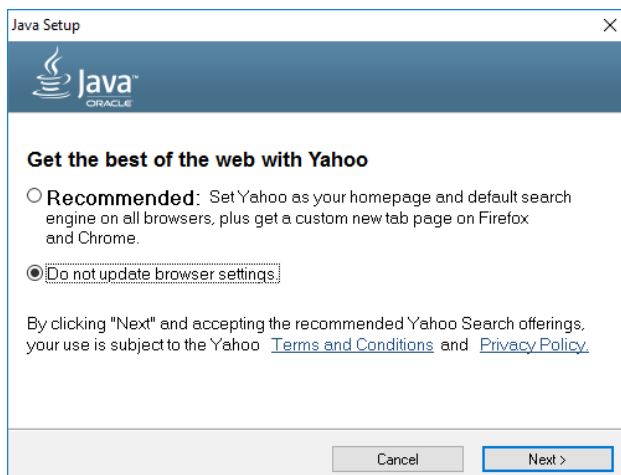 Java Setup
Java™
ORACLE
Get the best of the web with Yahoo
Recommended: Set Yahoo as your homepage and default search
engine on all browsers, plus get a custom new tab page on Firefox
and Chrome.
Do not update browser settings.
By clicking "Next" and accepting the recommended Yahoo Search offerings,
your use is subject to the Yahoo Terms and Conditions and Privacy Policy.
Cancel Next >